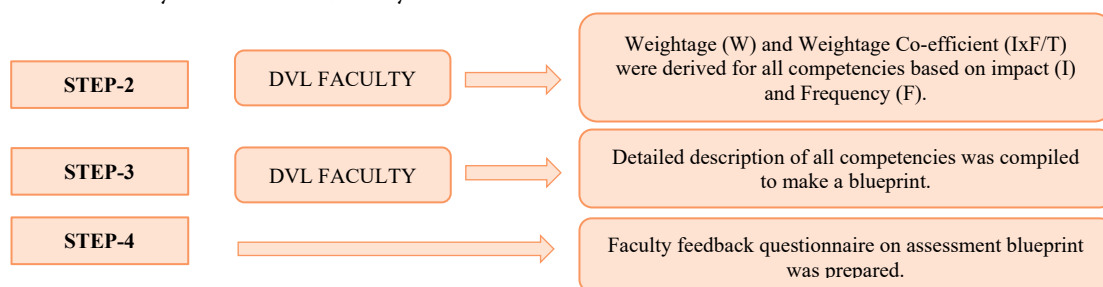 Weightage (W) and Weightage Co-efficient (IxF/T)
STEP-2
DVL FACULTY
were derived for all competencies based on impact (I)
and Frequency (F).
STEP-3
DVL FACULTY
Detailed description of all competencies was compiled
to make a blueprint.
STEP-4
Faculty feedback questionnaire on assessment blueprint
was prepared.